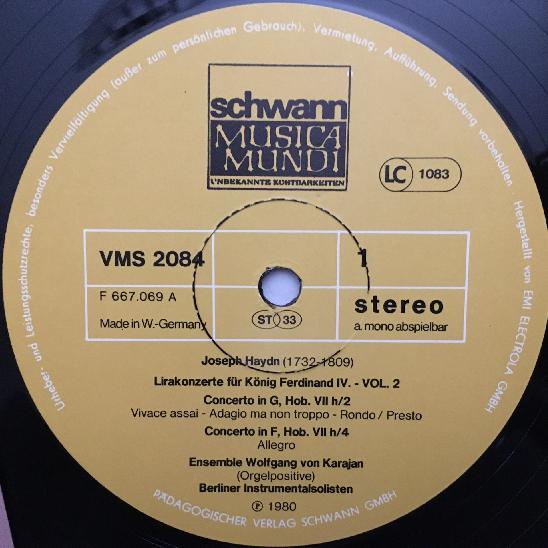 Urheber- und Leistungsschutzrechte, besonders Vervielfältigung (außer zum persönlichen Gebrauch), Vermietung, Aufführung, Sendung vorbehalten. Hergestellt von EMI ELECTROLA GMBH
schwann
MUSICA
MUNDI
UNBEKANNTE KOSTBARKEITEN
LC 1083
VMS 2084
1
F 667.069 A
stereo
Made in W.-Germany
ST 33
a. mono abspielbar
Joseph Haydn (1732-1809)
Lirakonzerte für König Ferdinand IV. - VOL. 2
Concerto in G, Hob. VII h/2
Vivace assai - Adagio ma non troppo - Rondo / Presto
Concerto in F, Hob. VII h/4
Allegro
Ensemble Wolfgang von Karajan
(Orgelpositive)
Berliner Instrumentalsolisten
℗ 1980
PÄDAGOGISCHER VERLAG SCHWANN GMBH